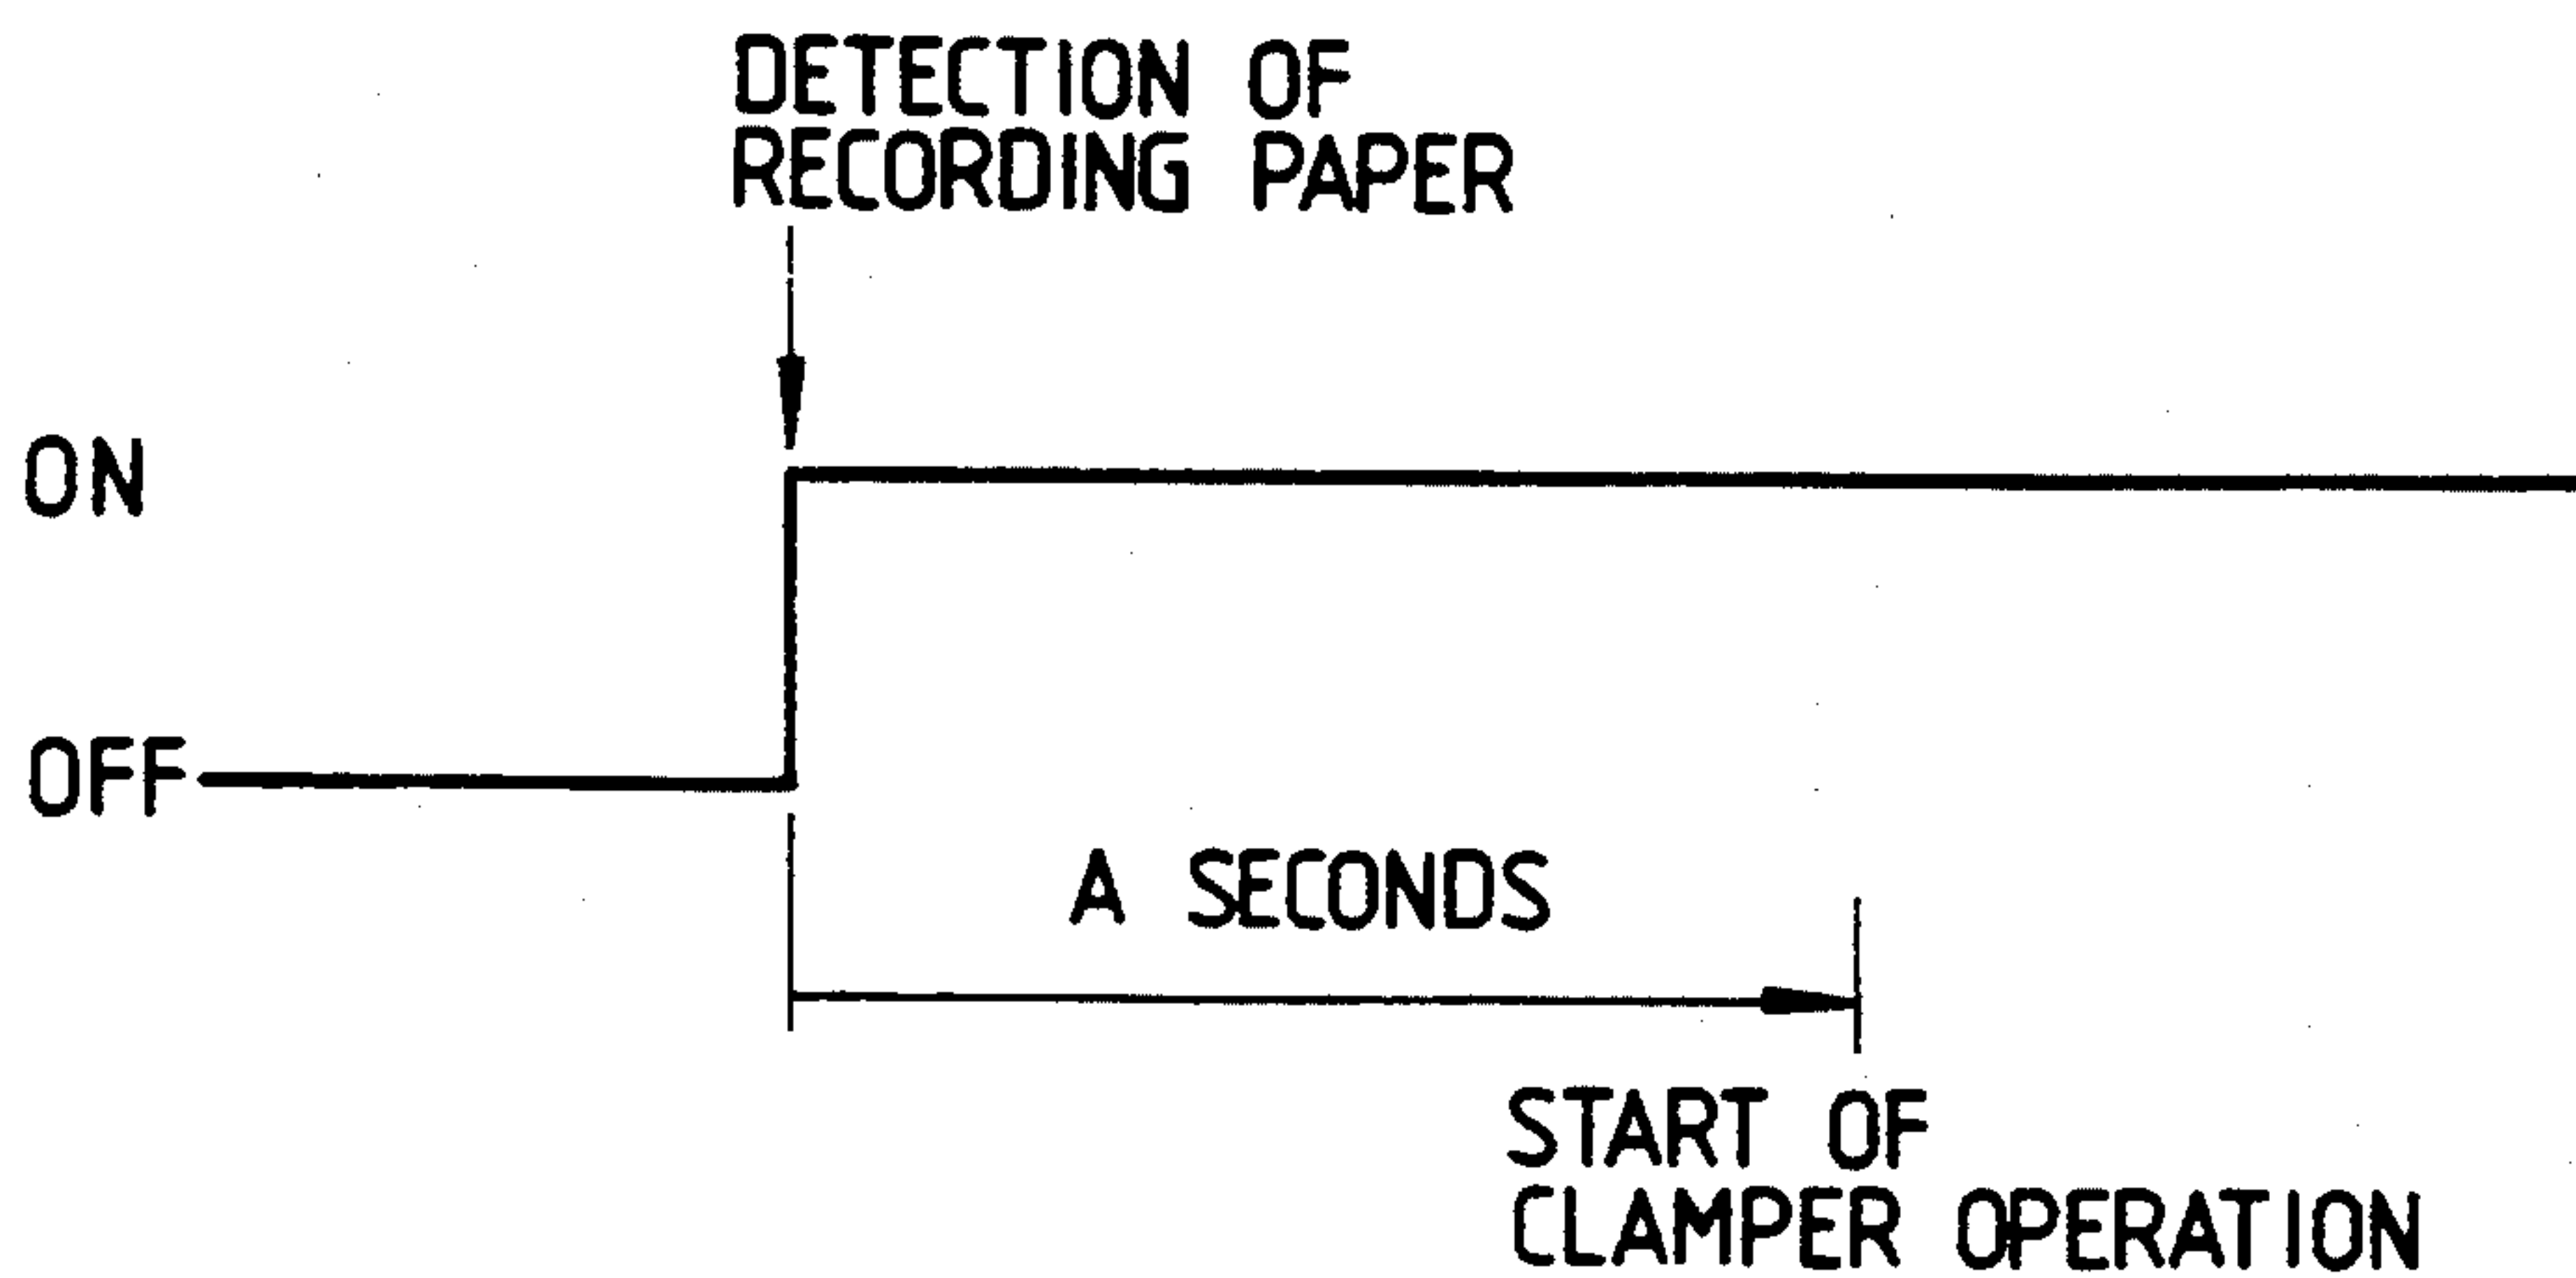 DETECTION OF
RECORDING PAPER
ON
OFF
A SECONDS
START OF
CLAMPER OPERATION